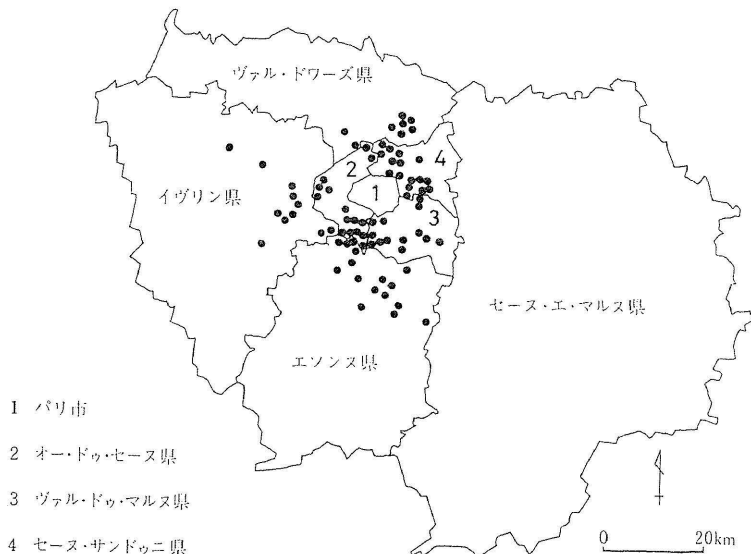 ヴァル・ドワーズ県
イヴリン県
2
4
1
3
セーヌ・エ・マルヌ県
エソンヌ県
1 パリ市
2 オー・ドゥ・セーヌ県
3 ヴァル・ドゥ・マルヌ県
4 セーヌ・サンドゥニ県
0 20km